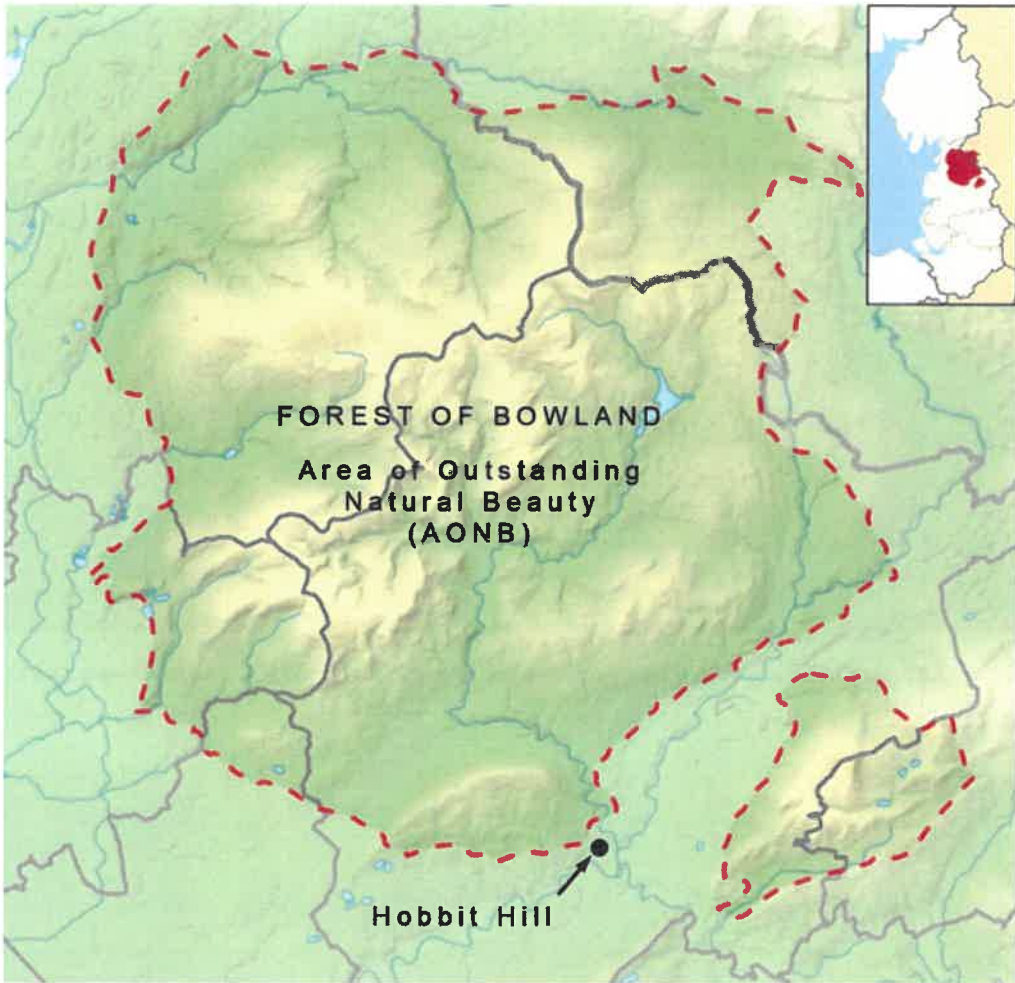 FOREST OF BOWLAND
Area of Outstanding
Natural Beauty
(AONB)
Hobbit Hill